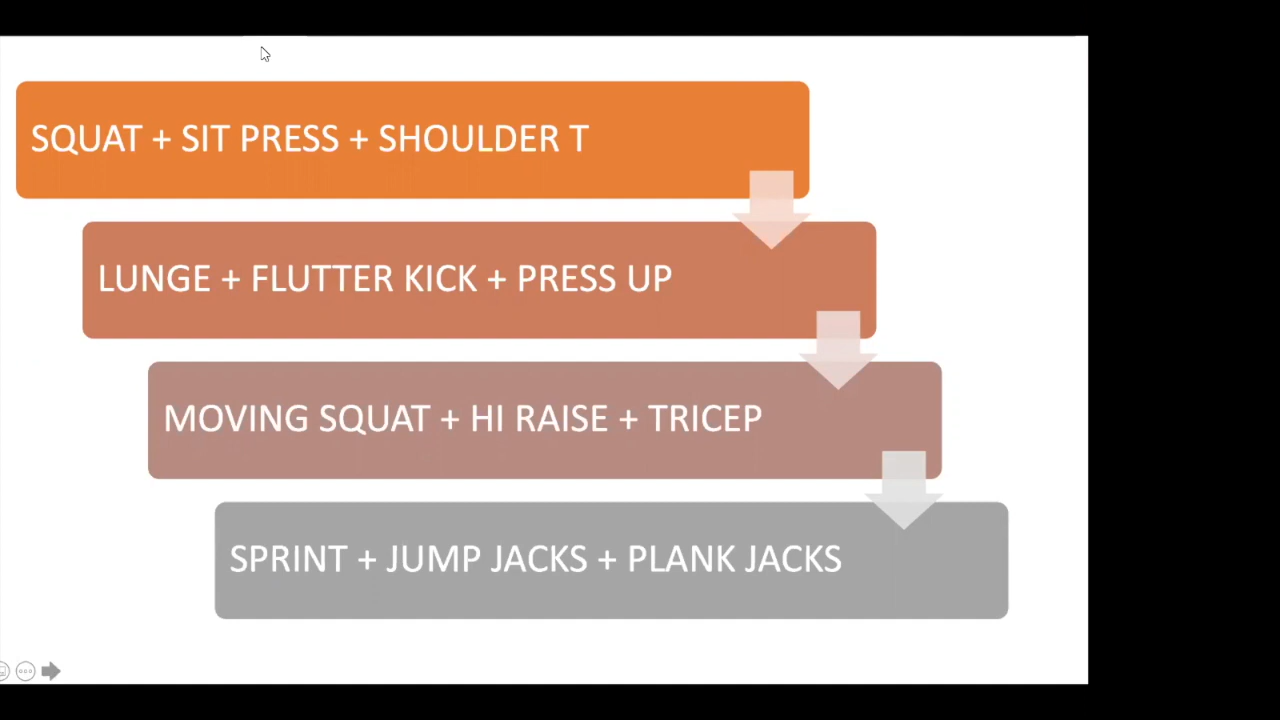 SQUAT + SIT PRESS + SHOULDER T
LUNGE + FLUTTER KICK + PRESS UP
MOVING SQUAT + HI RAISE + TRICEP
SPRINT + JUMP JACKS + PLANK JACKS